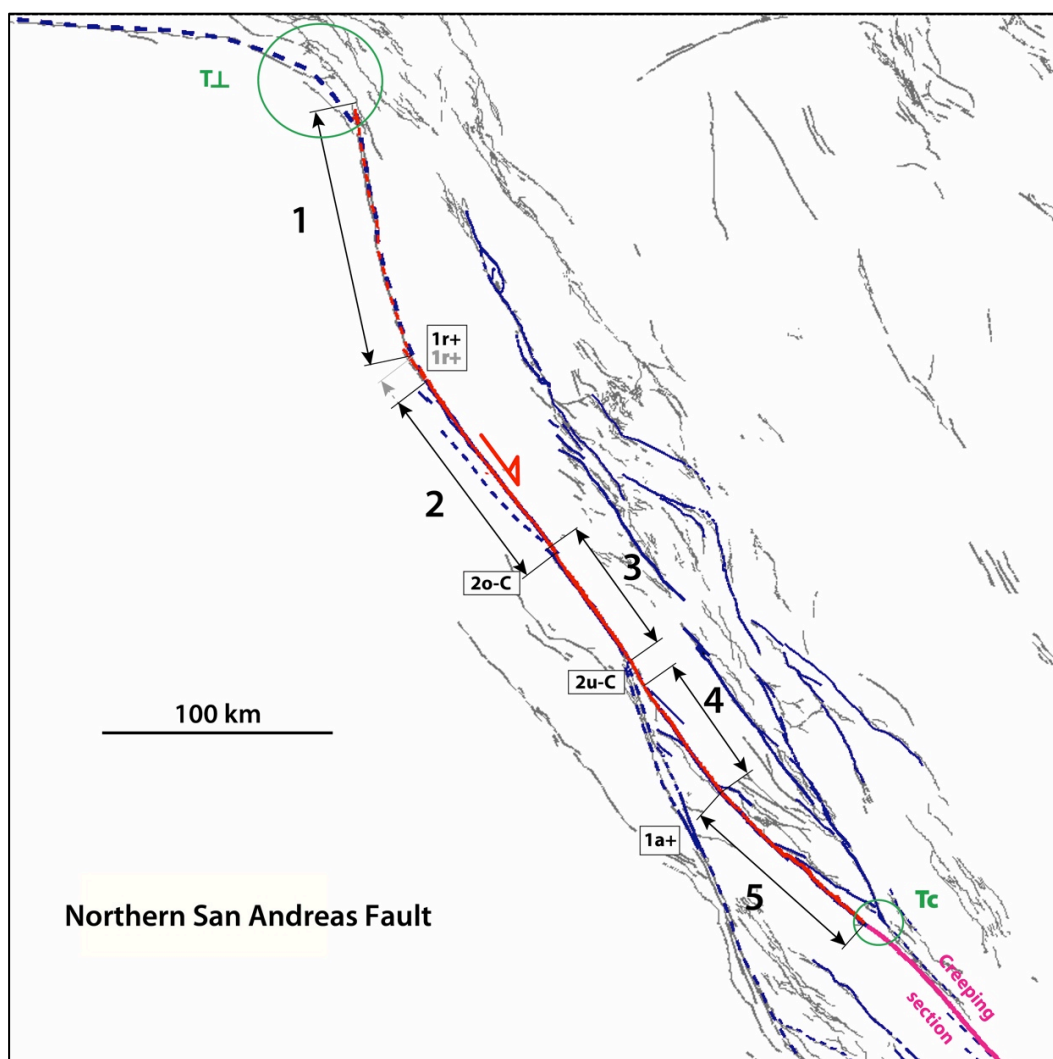 T⊥
1
1r+
1r+
2
3
2o-C
2u-C
4
100 km
1a+
5
Tc
Northern San Andreas Fault
Creeping
section